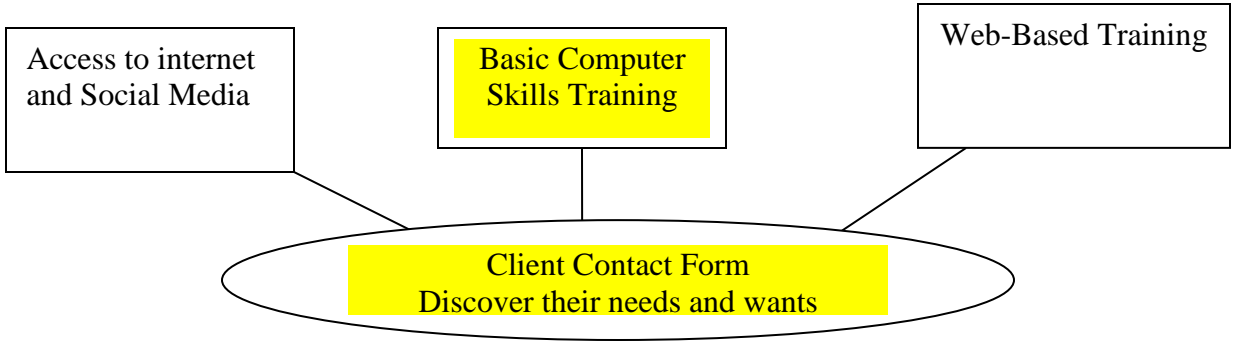 Access to internet
and Social Media
Basic Computer
Skills Training
Web-Based Training
Client Contact Form
Discover their needs and wants